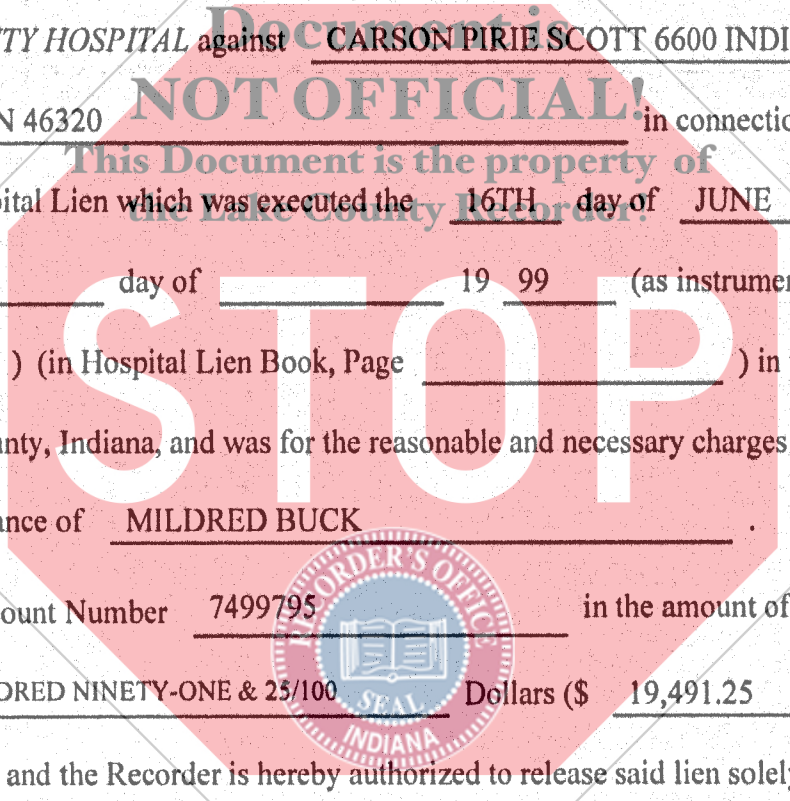 Document is
TY HOSPITAL against CARSON PIRIE SCOTT 6600 INDI
NOT OFFICIAL!
N 46320 in connectio
This Document is the property of
pital Lien which was executed the 16TH day of JUNE
the Lake County Recorder!
day of 19 99 (as instrumen
) (in Hospital Lien Book, Page ) in
STOP
unty, Indiana, and was for the reasonable and necessary charges
ance of MILDRED BUCK .
RECORDER'S OFFICE
ount Number 7499795 in the amount of
DRED NINETY-ONE & 25/100 Dollars ($ 19,491.25
SEAL
INDIANA
and the Recorder is hereby authorized to release said lien solely